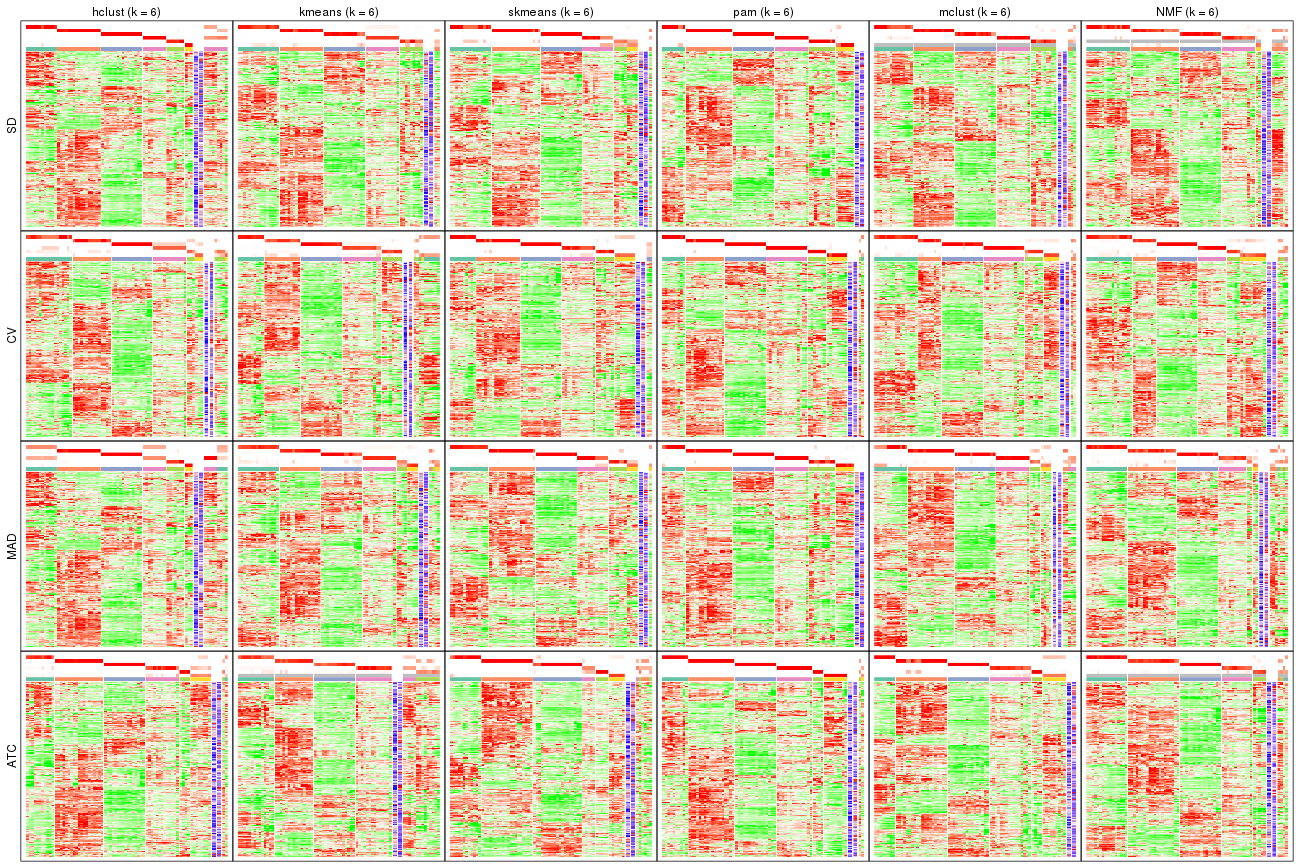 hclust (k = 6) kmeans (k = 6) skmeans (k = 6) pam (k = 6) mclust (k = 6) NMF (k = 6)
SD
CV
MAD
ATC